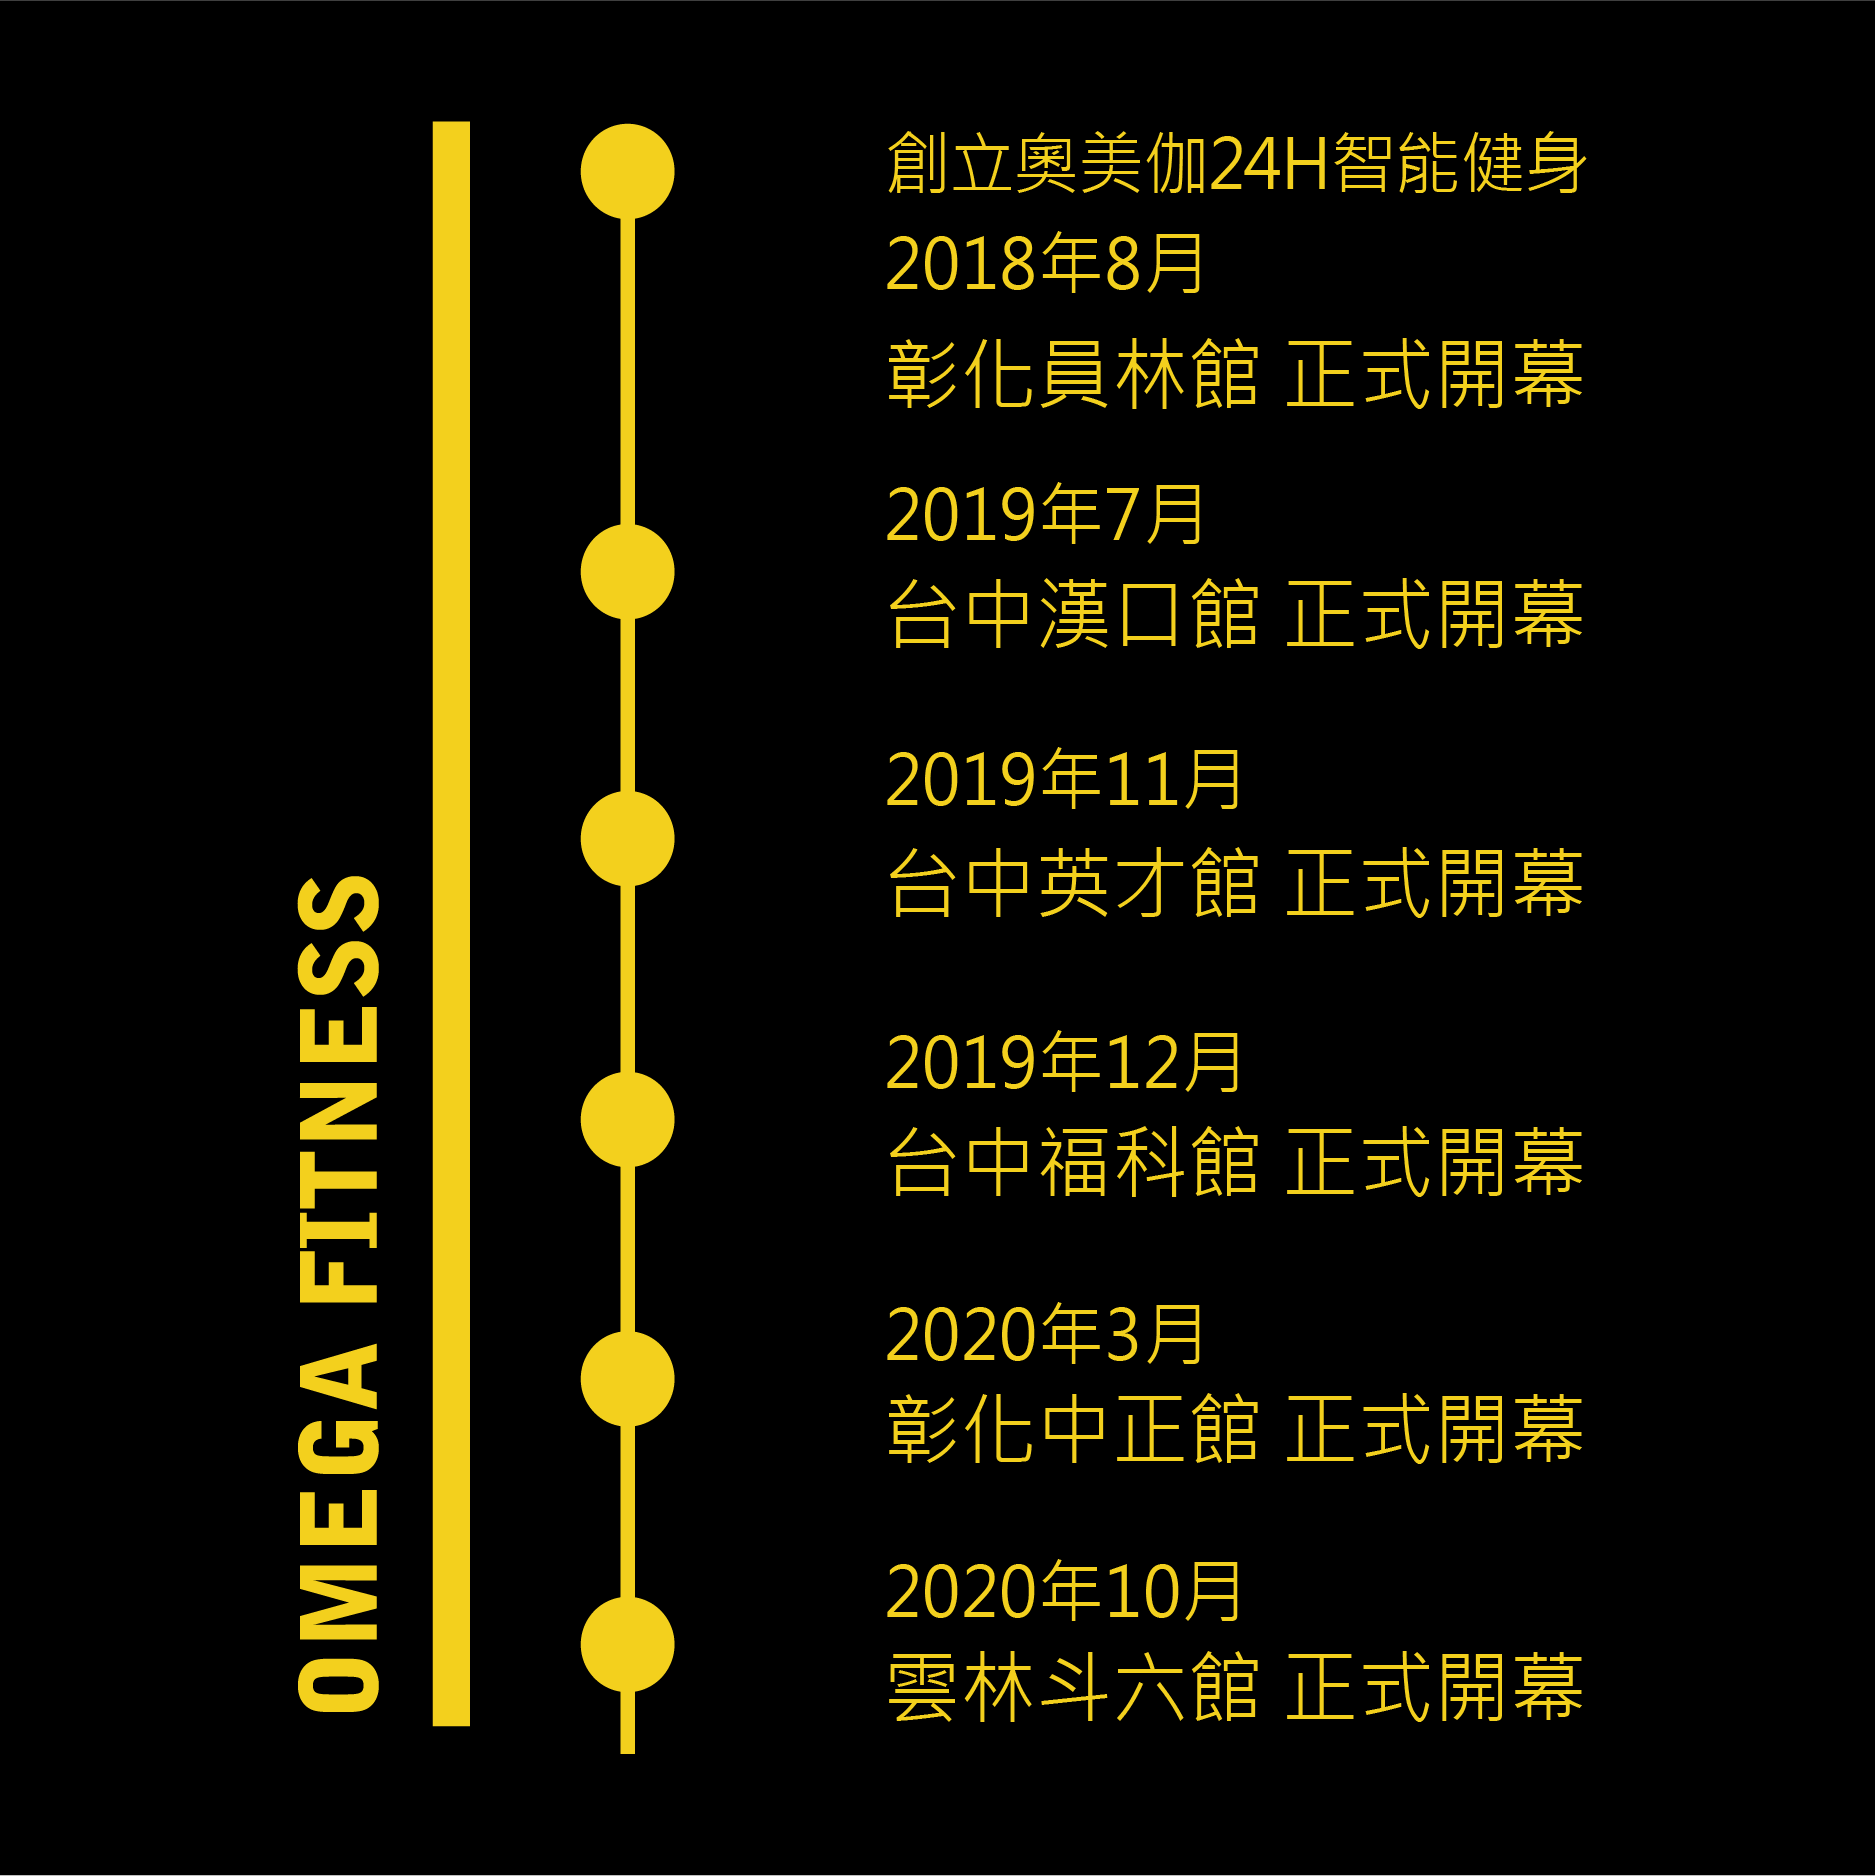 OMEGA FITNESS
創立奧美伽24H智能健身
2018年8月
彰化員林館 正式開幕
2019年7月
台中漢口館 正式開幕
2019年11月
台中英才館 正式開幕
2019年12月
台中福科館 正式開幕
2020年3月
彰化中正館 正式開幕
2020年10月
雲林斗六館 正式開幕